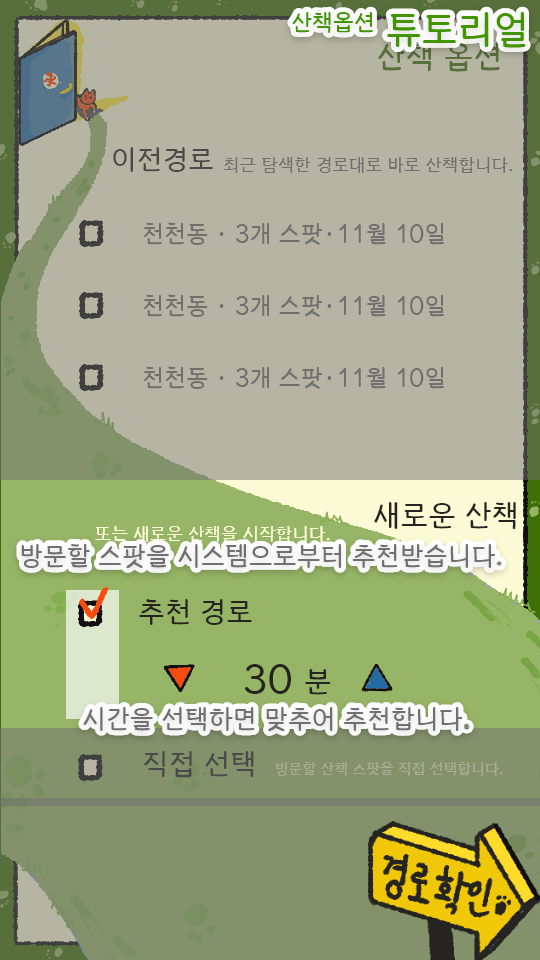 산책옵션 튜토리얼
산책 옵션
이전경로 최근 탐색한 경로대로 바로 산책합니다.
천천동 · 3개 스팟·11월 10일
천천동 · 3개 스팟·11월 10일
천천동 · 3개 스팟·11월 10일
새로운 산책
또는 새로운 산책을 시작합니다.
방문할 스팟을 시스템으로부터 추천받습니다.
추천 경로
30 분
시간을 선택하면 맞추어 추천합니다.
직접 선택 방문할 산책 스팟을 직접 선택합니다.
경로확인